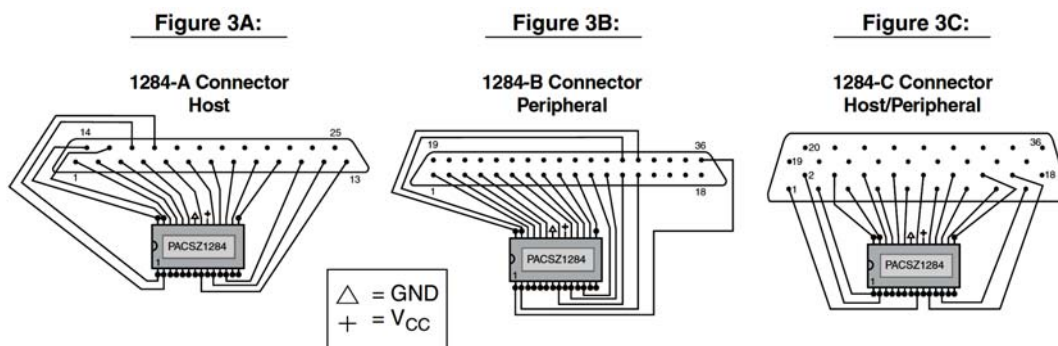 Figure 3A:
Figure 3B:
Figure 3C:
1284-A Connector
Host
1284-B Connector
Peripheral
1284-C Connector
Host/Peripheral
14
25
1
13
PACSZ1284
1
19
36
1
18
PACSZ1284
1
20
36
19
2
18
1
PACSZ1284
1
= GND
+ = VCC